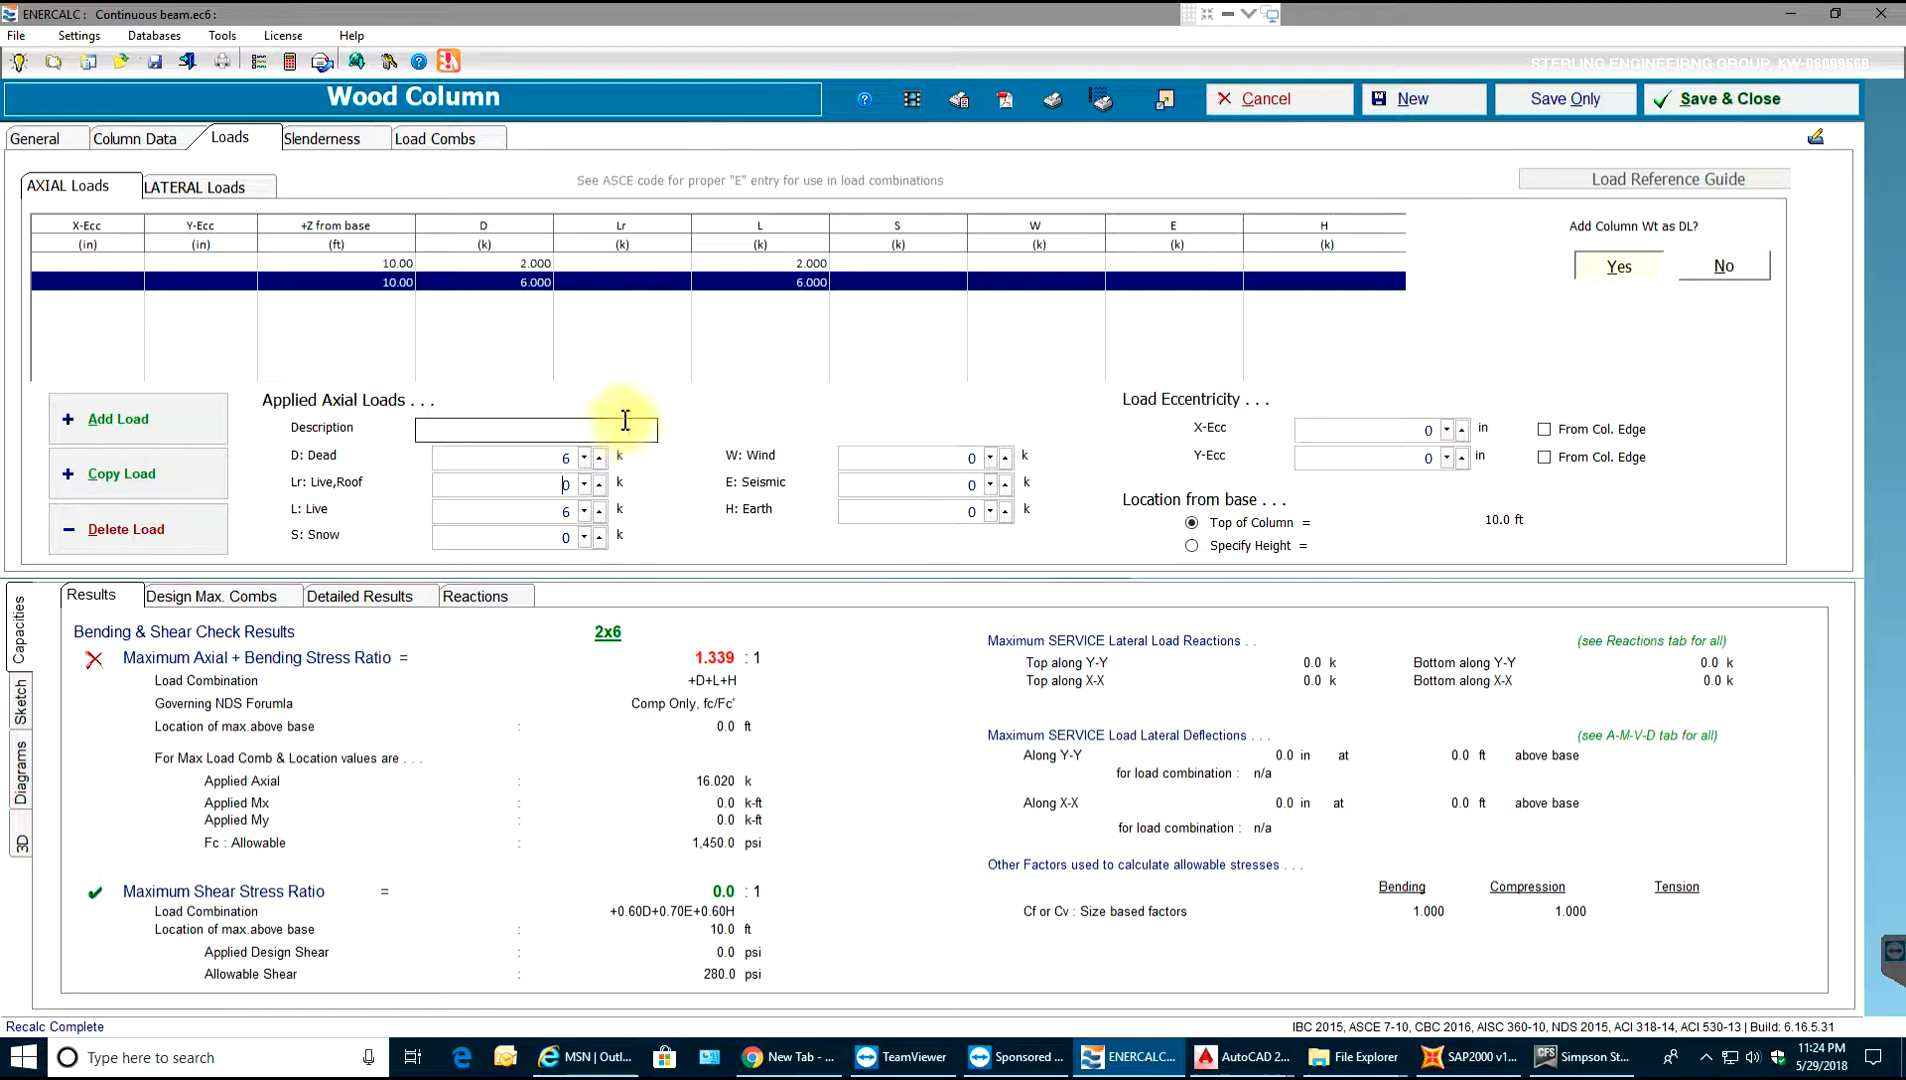 ENERCALC : Continuous beam.ec6 :
File Settings Databases Tools License Help
STERLING ENGINEEIRNG GROUP, KW-06009668
Wood Column
Cancel New Save Only Save & Close
General Column Data Loads Slenderness Load Combs
AXIAL Loads LATERAL Loads See ASCE code for proper "E" entry for use in load combinations Load Reference Guide
X-Ecc Y-Ecc +Z from base D Lr L S W E H Add Column Wt as DL?
(in) (in) (ft) (k) (k) (k) (k) (k) (k) (k)
10.00 2.000 2.000
10.00 6.000 6.000
Yes No
Applied Axial Loads . . . Load Eccentricity . . .
Add Load Description X-Ecc 0 in From Col. Edge
D: Dead 6 k W: Wind 0 k Y-Ecc 0 in From Col. Edge
Copy Load Lr: Live,Roof 0 k E: Seismic 0 k
Location from base . . .
L: Live 6 k H: Earth 0 k
Top of Column = 10.0 ft
Delete Load S: Snow 0 k Specify Height =
Results Design Max. Combs Detailed Results Reactions
Capacities
Sketch
Diagrams
3D
Bending & Shear Check Results 2x6
Maximum Axial + Bending Stress Ratio = 1.339 : 1
Load Combination +D+L+H
Governing NDS Forumla Comp Only, fc/Fc'
Location of max.above base : 0.0 ft
For Max Load Comb & Location values are . . .
Applied Axial : 16.020 k
Applied Mx : 0.0 k-ft
Applied My : 0.0 k-ft
Fc : Allowable : 1,450.0 psi
Maximum Shear Stress Ratio = 0.0 : 1
Load Combination +0.60D+0.70E+0.60H
Location of max.above base : 10.0 ft
Applied Design Shear : 0.0 psi
Allowable Shear : 280.0 psi
Maximum SERVICE Lateral Load Reactions . . (see Reactions tab for all)
Top along Y-Y 0.0 k Bottom along Y-Y 0.0 k
Top along X-X 0.0 k Bottom along X-X 0.0 k
Maximum SERVICE Load Lateral Deflections . . . (see A-M-V-D tab for all)
Along Y-Y 0.0 in at 0.0 ft above base
for load combination : n/a
Along X-X 0.0 in at 0.0 ft above base
for load combination : n/a
Other Factors used to calculate allowable stresses . . .
Bending Compression Tension
Cf or Cv : Size based factors 1.000 1.000
Recalc Complete IBC 2015, ASCE 7-10, CBC 2016, AISC 360-10, NDS 2015, ACI 318-14, ACI 530-13 | Build: 6.16.5.31
Type here to search MSN | Outl... New Tab - ... TeamViewer Sponsored ... ENERCALC... AutoCAD 2... File Explorer SAP2000 v1... CFS Simpson St... 11:24 PM
5/29/2018